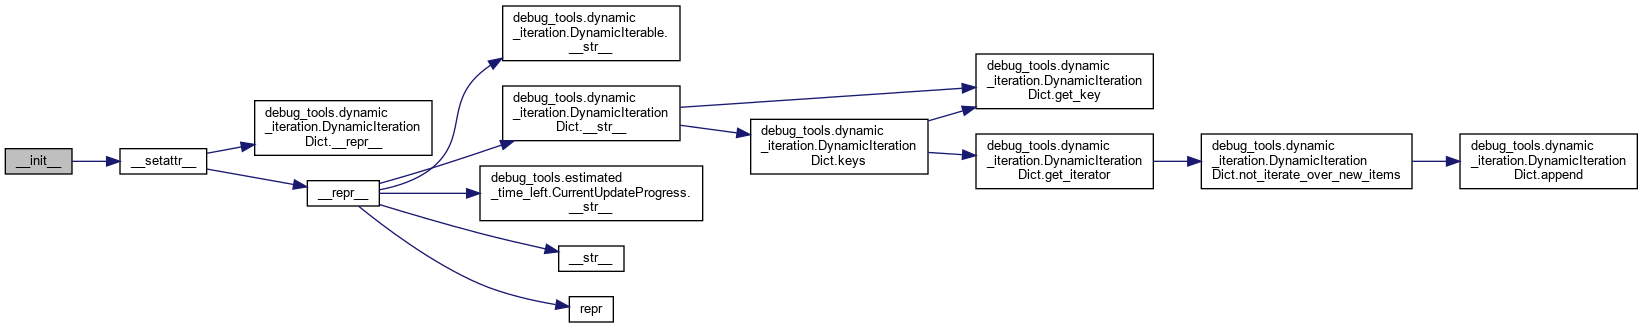 __init__
__setattr__
debug_tools.dynamic
_iteration.DynamicIteration
Dict.__repr__
__repr__
debug_tools.dynamic
_iteration.DynamicIterable.
__str__
debug_tools.dynamic
_iteration.DynamicIteration
Dict.__str__
debug_tools.estimated
_time_left.CurrentUpdateProgress.
__str__
__str__
repr
debug_tools.dynamic
_iteration.DynamicIteration
Dict.keys
debug_tools.dynamic
_iteration.DynamicIteration
Dict.get_key
debug_tools.dynamic
_iteration.DynamicIteration
Dict.get_iterator
debug_tools.dynamic
_iteration.DynamicIteration
Dict.not_iterate_over_new_items
debug_tools.dynamic
_iteration.DynamicIteration
Dict.append